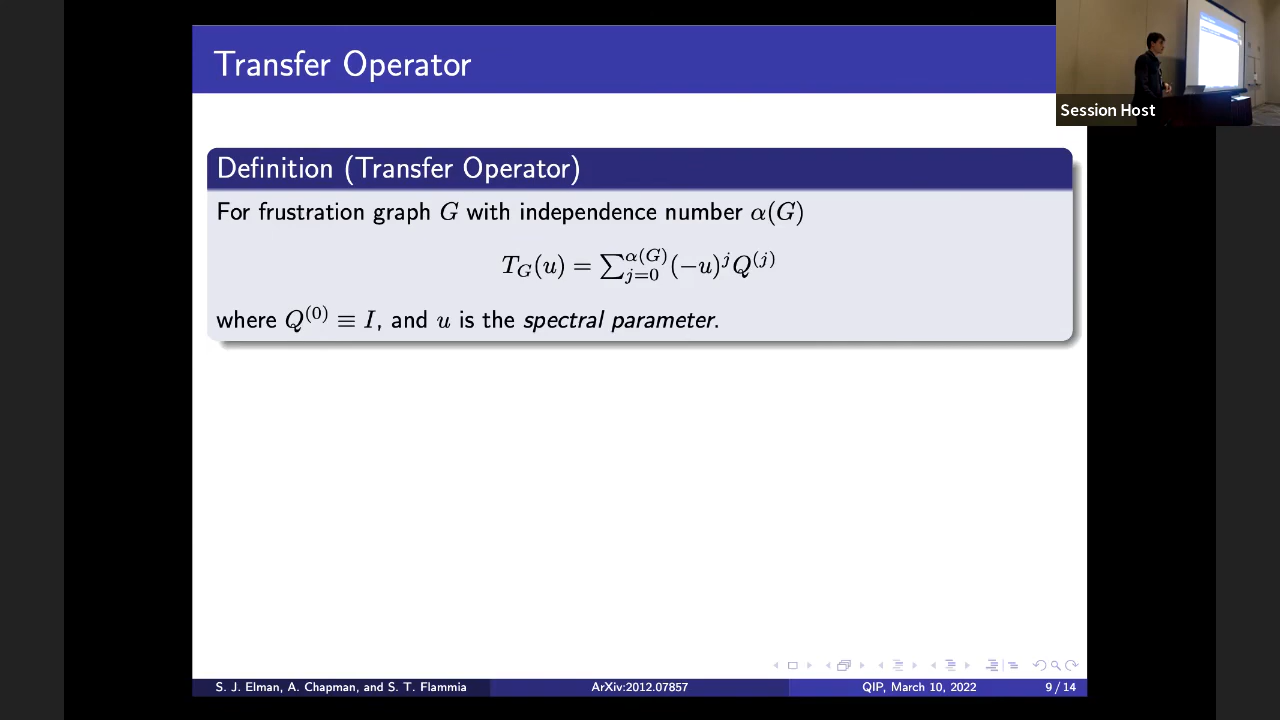 Transfer Operator
Session Host
Definition (Transfer Operator)
For frustration graph G with independence number α(G)
T_G(u) = ∑_{j=0}^{α(G)} (−u)^j Q^{(j)}
where Q^{(0)} ≡ I, and u is the spectral parameter.
S. J. Elman, A. Chapman, and S. T. Flammia
ArXiv:2012.07857
QIP, March 10, 2022
9 / 14